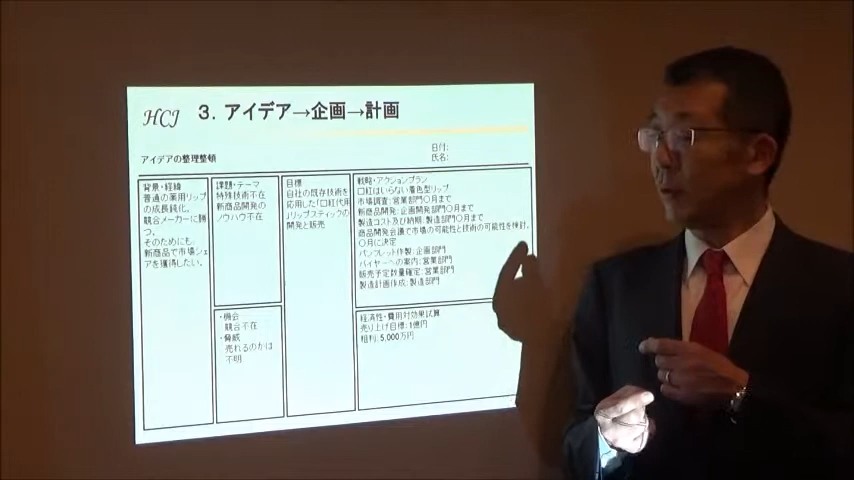 HCJ
3．アイデア→企画→計画
日付:
氏名:
アイデアの整理整頓
背景・経緯
普通の薬用リップ
の成長鈍化。
競合メーカーに勝
つ。
そのためにも、
新商品で市場シェ
アを獲得したい。
課題・テーマ
特殊技術不在
新商品開発の
ノウハウ不在
・機会
競合不在
・脅威
売れるのかは
不明
目標
自社の既存技術を
応用した「口紅代用
」リップスティックの
開発と販売
戦略・アクションプラン
口紅はいらない着色型リップ
市場調査: 営業部門〇月まで
新商品開発: 企画開発部門〇月まで
製造コスト及び納期: 製造部門〇月まで
商品開発会議で市場の可能性と技術の可能性を検討。
〇月に決定
パンフレット作製: 企画部門
バイヤーへの案内: 営業部門
販売予定数量確定: 営業部門
製造計画作成: 製造部門
経済性・費用対効果試算
売り上げ目標: 1億円
粗利: 5,000万円